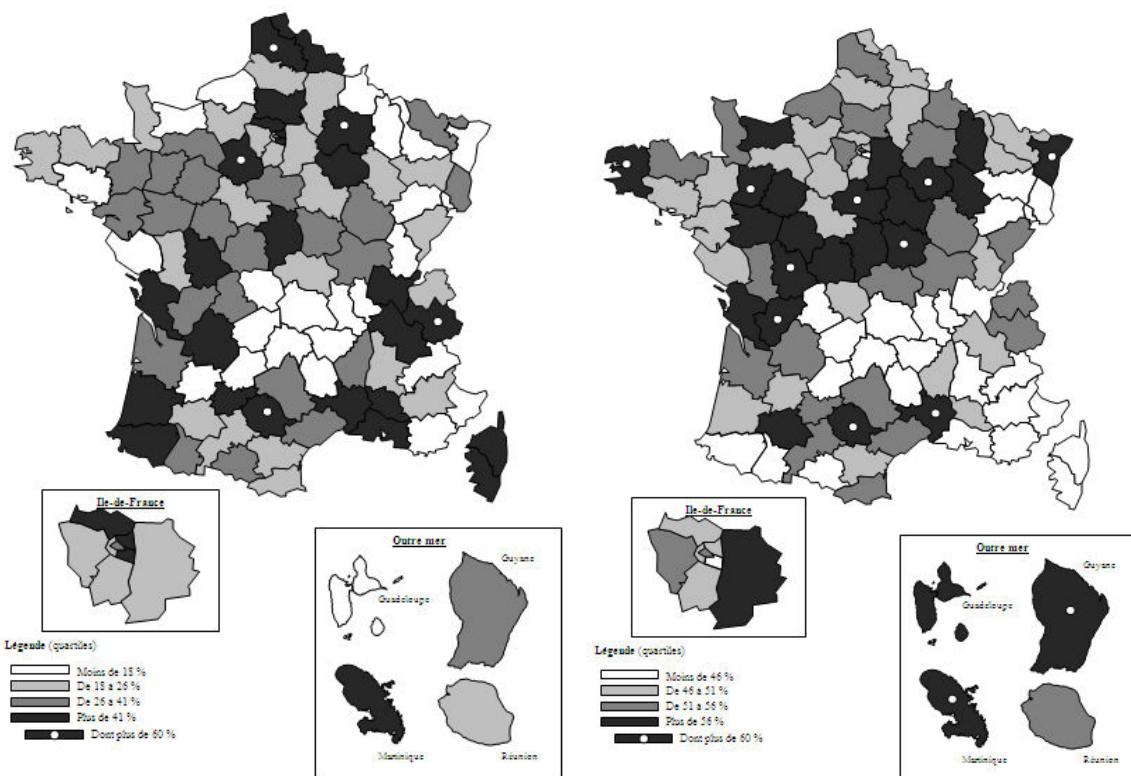 Ile-de-France
Outre mer
Guyane
Guadeloupe
Martinique
Réunion
Légende (quartiles)
Moins de 18 %
De 18 à 26 %
De 26 à 41 %
Plus de 41 %
Dont plus de 60 %
Ile-de-France
Outre mer
Guyane
Guadeloupe
Martinique
Réunion
Légende (quartiles)
Moins de 46 %
De 46 à 51 %
De 51 à 56 %
Plus de 56 %
Dont plus de 60 %